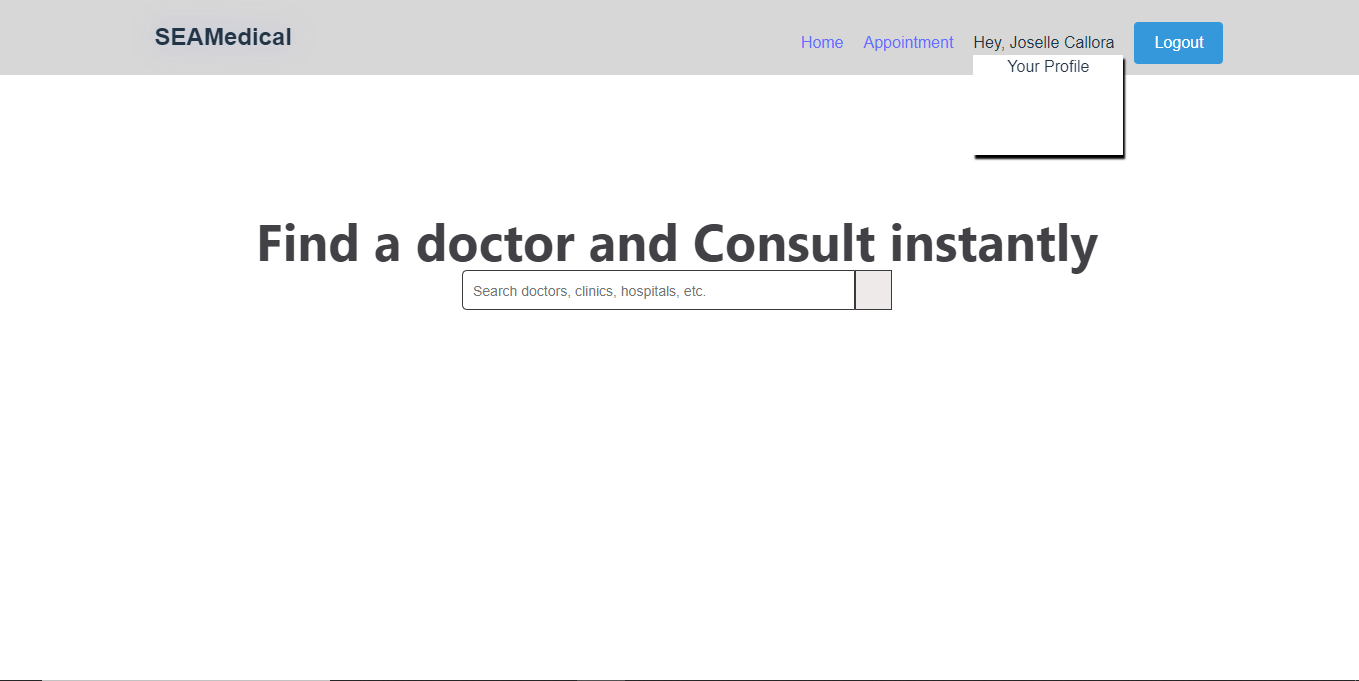 SEAMedical
Home Appointment Hey, Joselle Callora Logout
Your Profile
Find a doctor and Consult instantly
Search doctors, clinics, hospitals, etc.